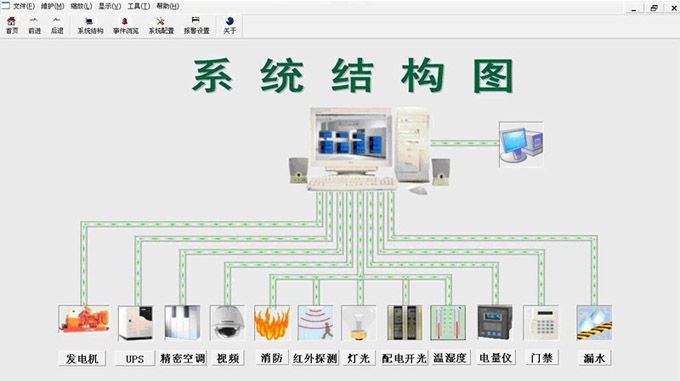 文件(F) 维护(M) 缩放(L) 显示(V) 工具(T) 帮助(H)
首页 前进 后退 系统结构 事件浏览 系统配置 报警设置 关于
系统结构图
发电机 UPS 精密空调 视频 消防 红外探测 灯光 配电开光 温湿度 电量仪 门禁 漏水